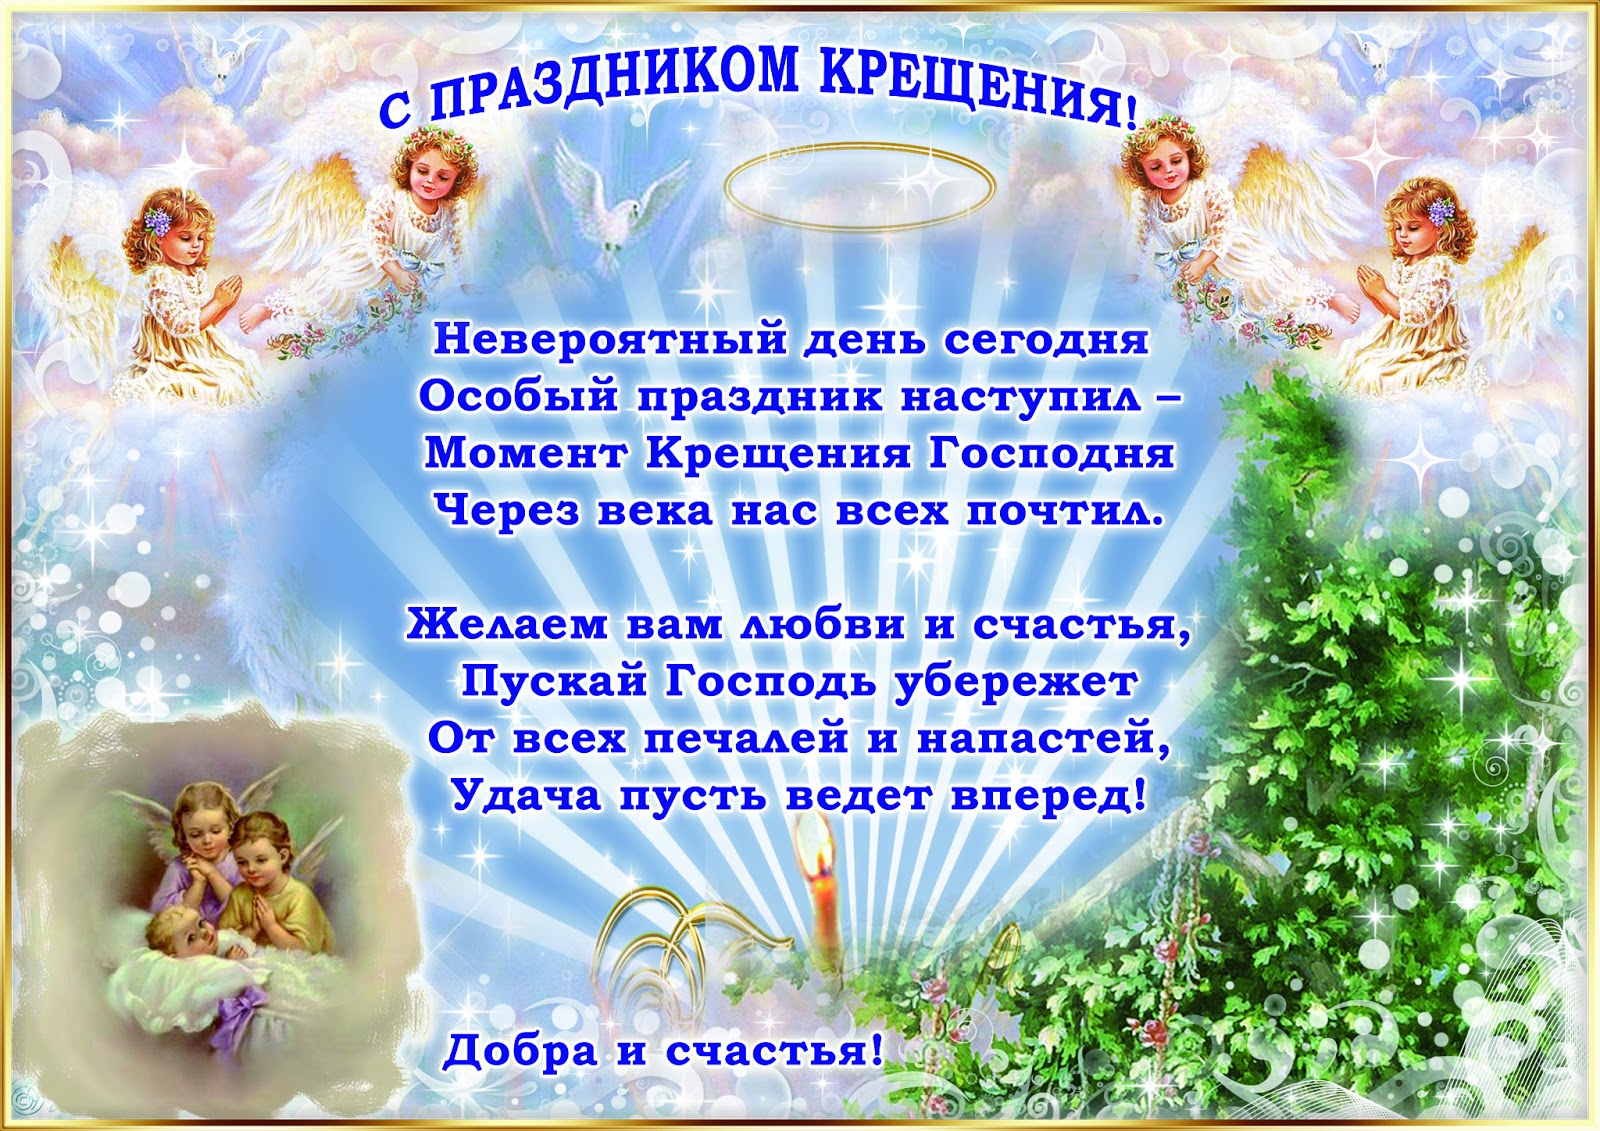 С ПРАЗДНИКОМ КРЕЩЕНИЯ!
Невероятный день сегодня
Особый праздник наступил –
Момент Крещения Господня
Через века нас всех почтил.
Желаем вам любви и счастья,
Пускай Господь убережет
От всех печалей и напастей,
Удача пусть ведет вперед!
Добра и счастья!